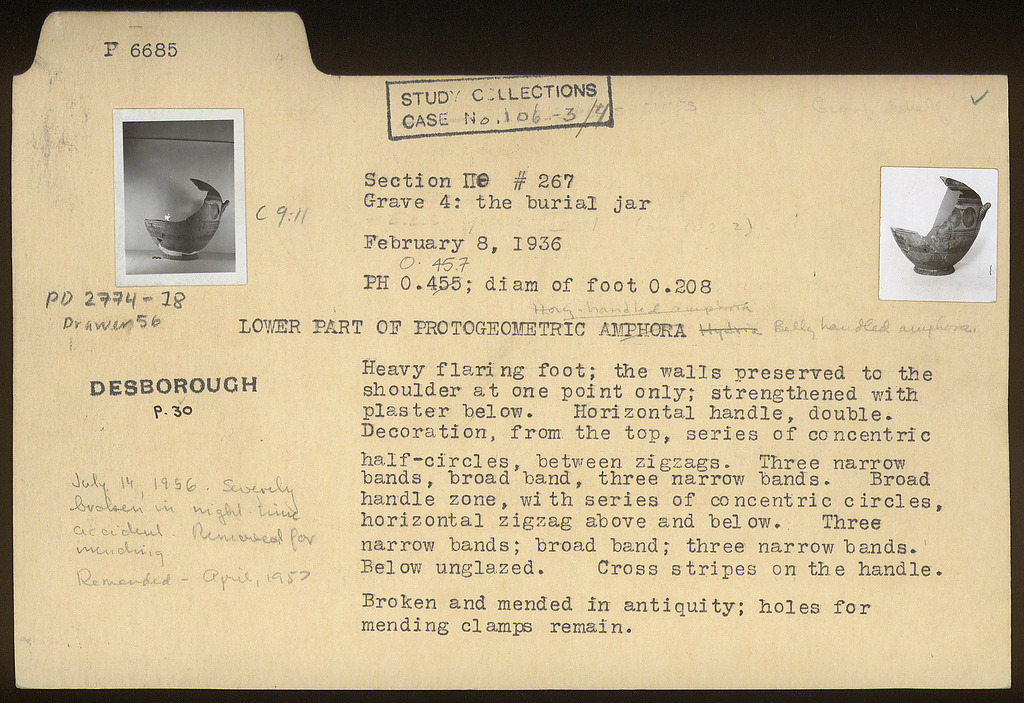 P 6685
STUDY COLLECTIONS
CASE No. 106-3/4
Section ΠΘ # 267
Grave 4: the burial jar
C 9:11
February 8, 1936
0.457
PH 0.455; diam of foot 0.208
PD 2774-18
Drawer 56
handled amphora
LOWER PART OF PROTOGEOMETRIC AMPHORA Hydria Belly handled amphora
DESBOROUGH
P. 30
Heavy flaring foot; the walls preserved to the
shoulder at one point only; strengthened with
plaster below. Horizontal handle, double.
Decoration, from the top, series of concentric
half-circles, between zigzags. Three narrow
bands, broad band, three narrow bands. Broad
handle zone, with series of concentric circles,
horizontal zigzag above and below. Three
narrow bands; broad band; three narrow bands.
Below unglazed. Cross stripes on the handle.
Broken and mended in antiquity; holes for
mending clamps remain.
July 14, 1956. Severely
broken in night-time
accident. Removed for
mending
Remended - April, 1957